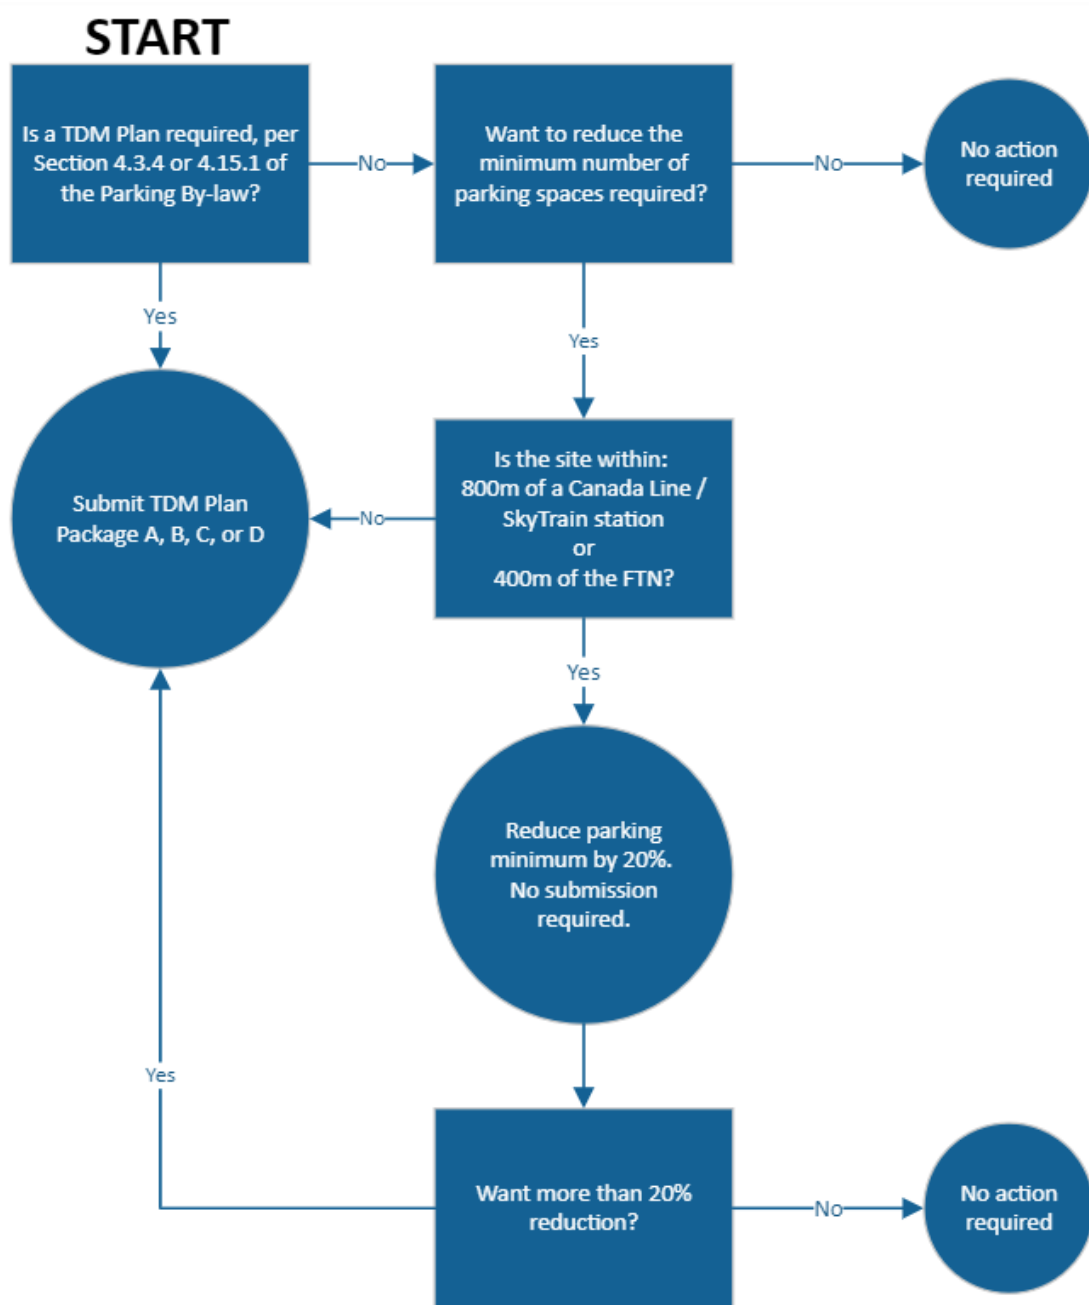 START
Is a TDM Plan required, per
Section 4.3.4 or 4.15.1 of
the Parking By-law?
No
Want to reduce the
minimum number of
parking spaces required?
No
No action
required
Yes
Yes
Submit TDM Plan
Package A, B, C, or D
No
Is the site within:
800m of a Canada Line /
SkyTrain station
or
400m of the FTN?
Yes
Reduce parking
minimum by 20%.
No submission
required.
Yes
Want more than 20%
reduction?
No
No action
required